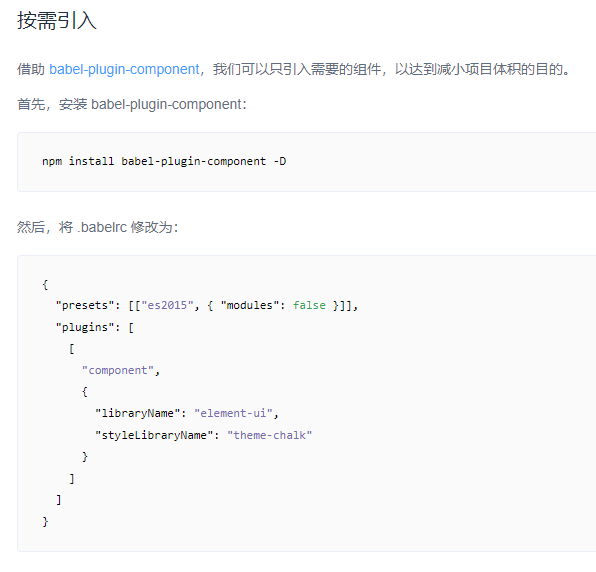 按需引入
借助 babel-plugin-component，我们可以只引入需要的组件，以达到减小项目体积的目的。
首先，安装 babel-plugin-component：
npm install babel-plugin-component -D
然后，将 .babelrc 修改为：
{
  "presets": [["es2015", { "modules": false }]],
  "plugins": [
    [
      "component",
      {
        "libraryName": "element-ui",
        "styleLibraryName": "theme-chalk"
      }
    ]
  ]
}